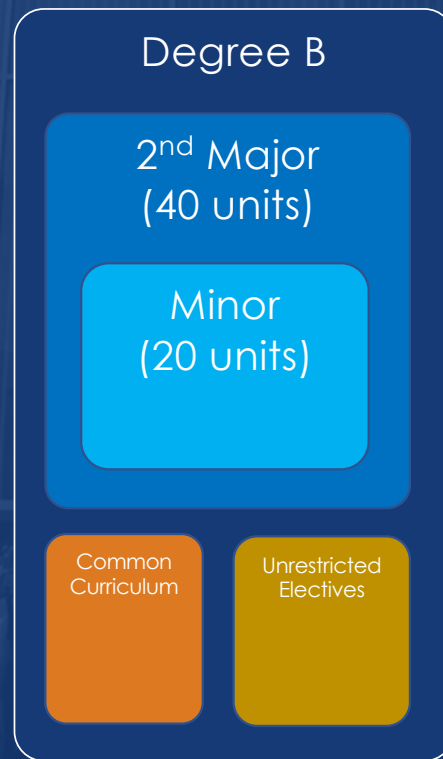 Degree B
2nd Major
(40 units)
Minor
(20 units)
Common
Curriculum
Unrestricted
Electives